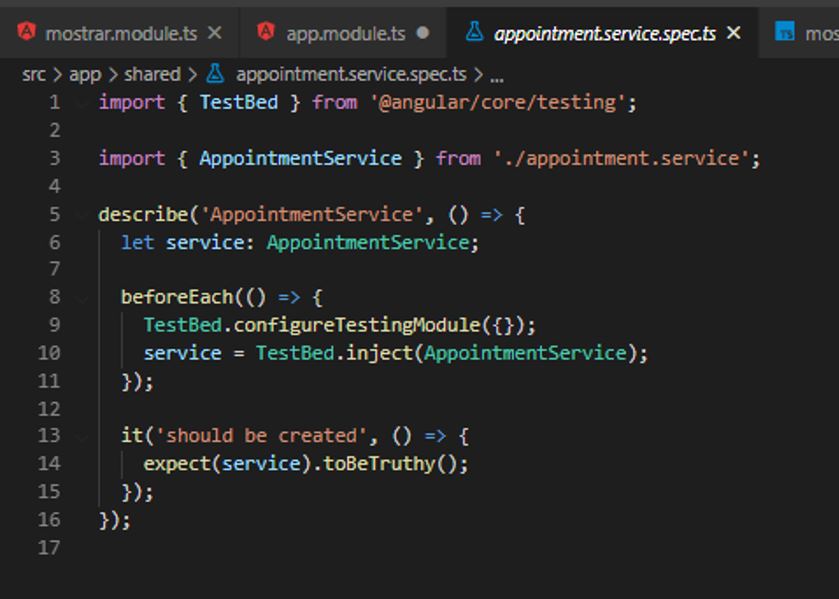 mostrar.module.ts app.module.ts appointment.service.spec.ts TS
src > app > shared > appointment.service.spec.ts > ...
1 import { TestBed } from '@angular/core/testing';
2
3 import { AppointmentService } from './appointment.service';
4
5 describe('AppointmentService', () => {
6 let service: AppointmentService;
7
8 beforeEach(() => {
9 TestBed.configureTestingModule({});
10 service = TestBed.inject(AppointmentService);
11 });
12
13 it('should be created', () => {
14 expect(service).toBeTruthy();
15 });
16 });
17